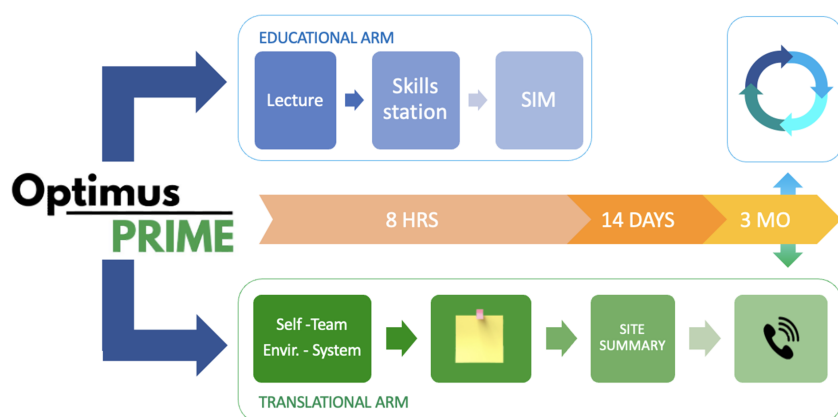 EDUCATIONAL ARM
Lecture
Skills
station
SIM
Optimus
PRIME
8 HRS
14 DAYS
3 MO
Self -Team
Envir. - System
SITE
SUMMARY
TRANSLATIONAL ARM